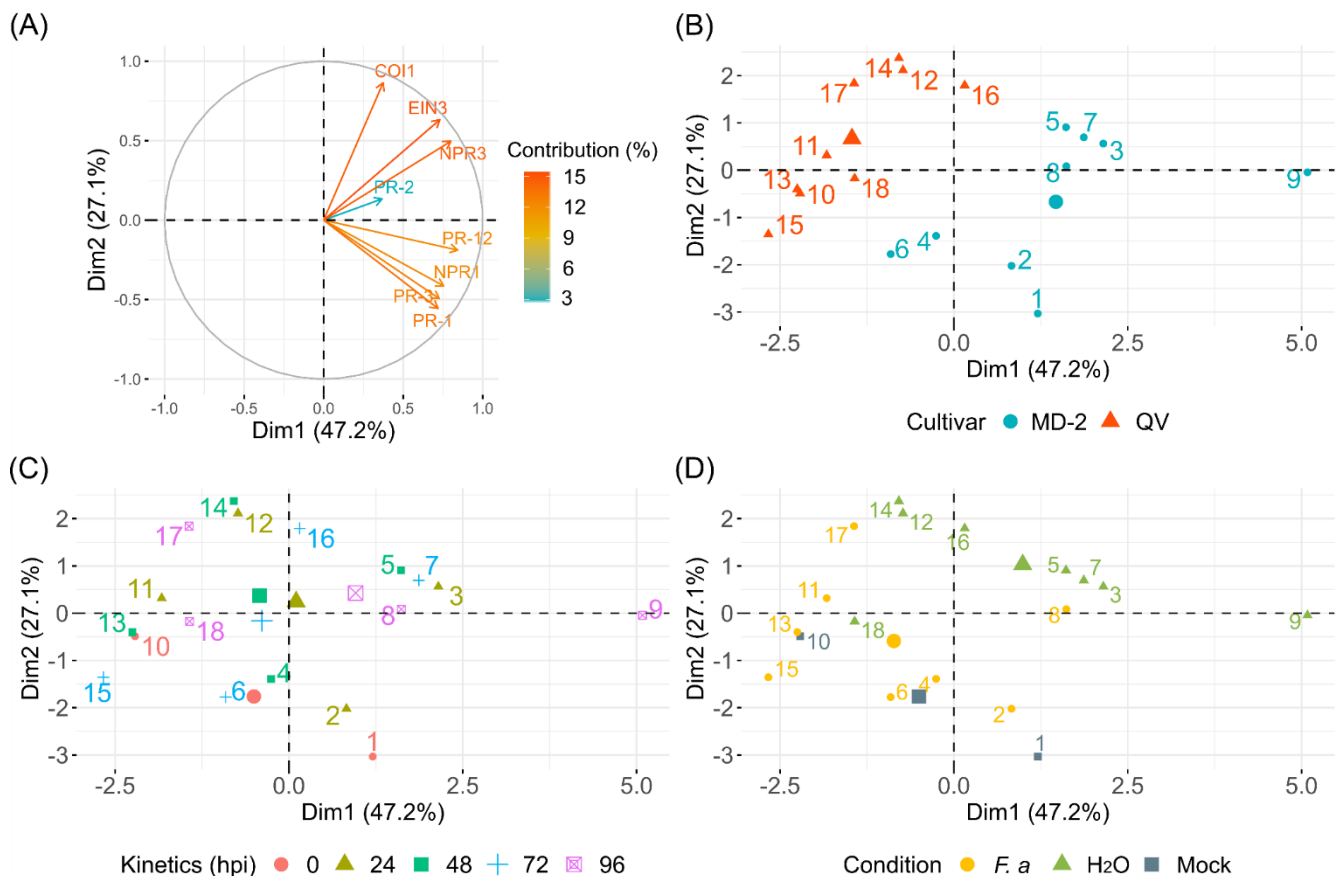 (A)
COI1
EIN3
NPR3
PR-2
PR-12
NPR1
PR-3
PR-1
1.0
0.5
0.0
-0.5
-1.0
Dim2 (27.1%)
-1.0 -0.5 0.0 0.5 1.0
Dim1 (47.2%)
Contribution (%)
15
12
9
6
3
(B)
2
1
0
-1
-2
-3
Dim2 (27.1%)
14
12
17
16
11
13
10
18
15
5
7
3
8
9
4
6
2
1
-2.5 0.0 2.5 5.0
Dim1 (47.2%)
Cultivar MD-2 QV
(C)
2
1
0
-1
-2
-3
Dim2 (27.1%)
14
12
17
16
5
7
11
3
8
9
13
18
10
4
15
6
2
1
-2.5 0.0 2.5 5.0
Dim1 (47.2%)
Kinetics (hpi) 0 24 48 72 96
(D)
2
1
0
-1
-2
-3
Dim2 (27.1%)
14
12
17
16
5
7
11
3
8
9
13
18
10
15
4
6
2
1
-2.5 0.0 2.5 5.0
Dim1 (47.2%)
Condition F. a H2O Mock